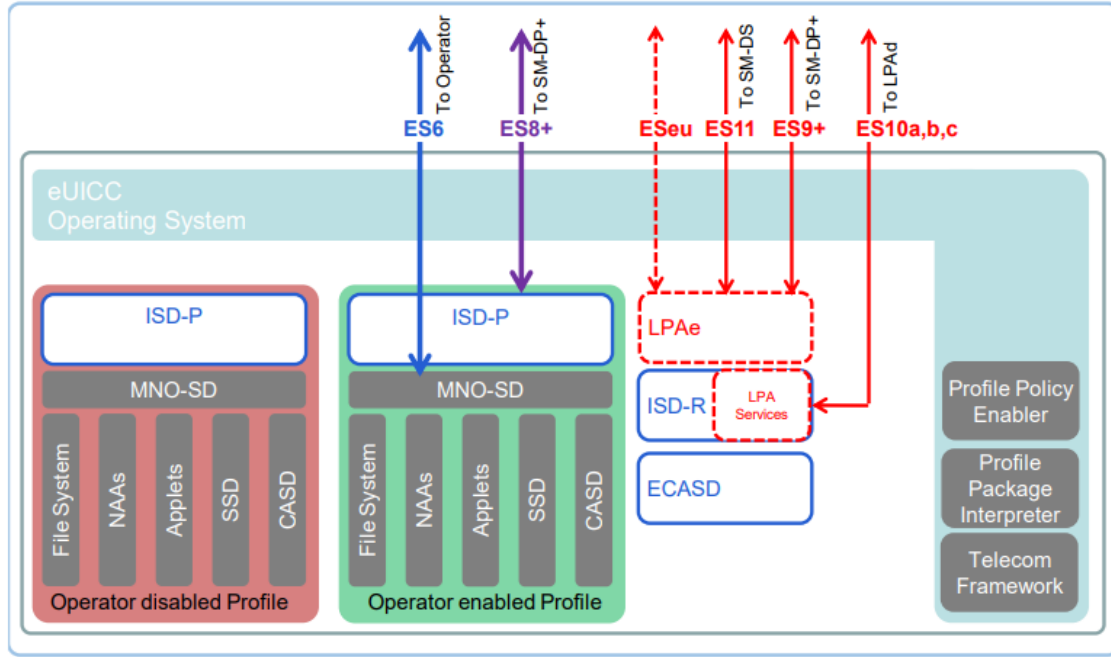 To Operator
To SM-DP+
To SM-DS
To SM-DP+
To LPAd
ES6
ES8+
ESeu
ES11
ES9+
ES10a,b,c
eUICC
Operating System
ISD-P
MNO-SD
File System
NAAs
Applets
SSD
CASD
Operator disabled Profile
ISD-P
MNO-SD
File System
NAAs
Applets
SSD
CASD
Operator enabled Profile
LPAe
ISD-R
LPA
Services
ECASD
Profile Policy
Enabler
Profile
Package
Interpreter
Telecom
Framework